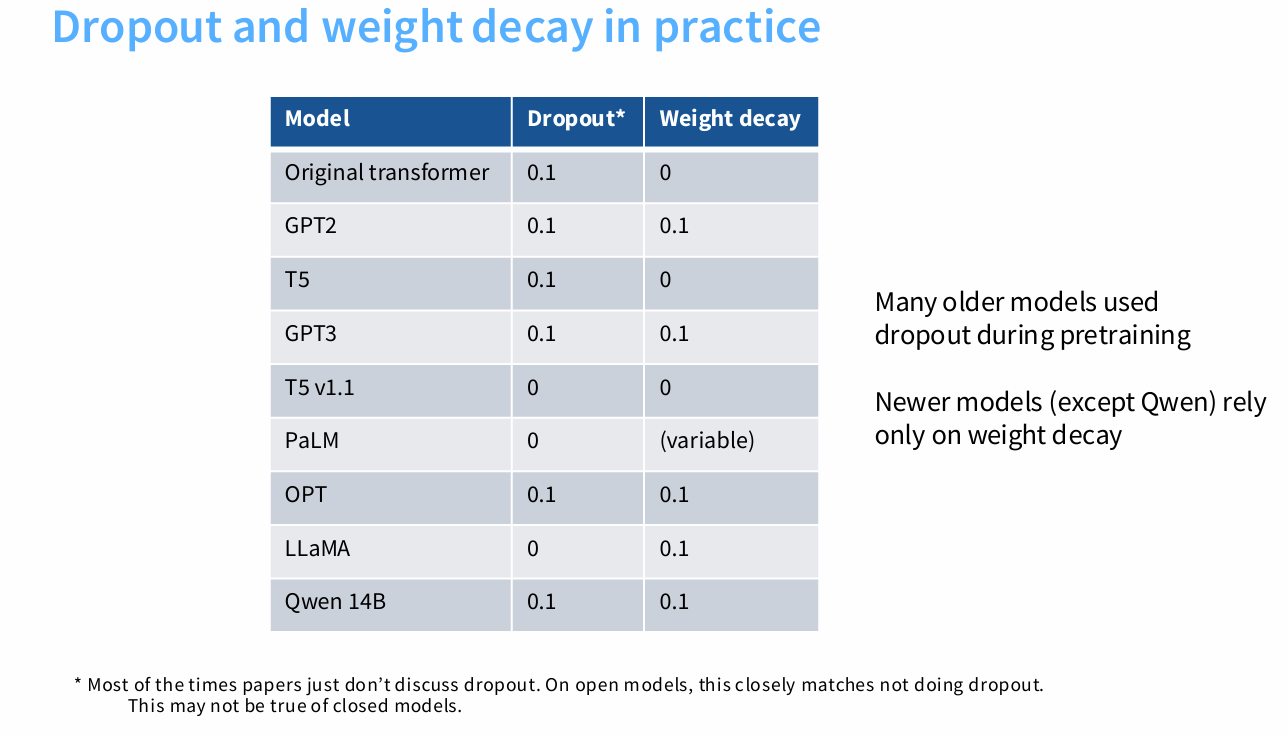 Dropout and weight decay in practice
Model Dropout* Weight decay
Original transformer 0.1 0
GPT2 0.1 0.1
T5 0.1 0
GPT3 0.1 0.1
T5 v1.1 0 0
PaLM 0 (variable)
OPT 0.1 0.1
LLaMA 0 0.1
Qwen 14B 0.1 0.1
Many older models used
dropout during pretraining
Newer models (except Qwen) rely
only on weight decay
* Most of the times papers just don’t discuss dropout. On open models, this closely matches not doing dropout.
This may not be true of closed models.